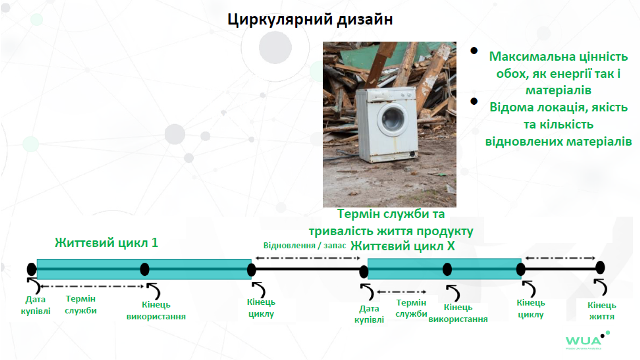 Циркулярний дизайн
Максимальна цінність
обох, як енергії так і
матеріалів
Відома локація, якість
та кількість
відновлених матеріалів
Термін служби та
тривалість життя продукту
Життєвий цикл 1
Відновлення / запас
Життєвий цикл X
Дата
купівлі
Термін
служби
Кінець
використання
Кінець
циклу
Дата
купівлі
Термін
служби
Кінець
використання
Кінець
циклу
Кінець
життя
WUA